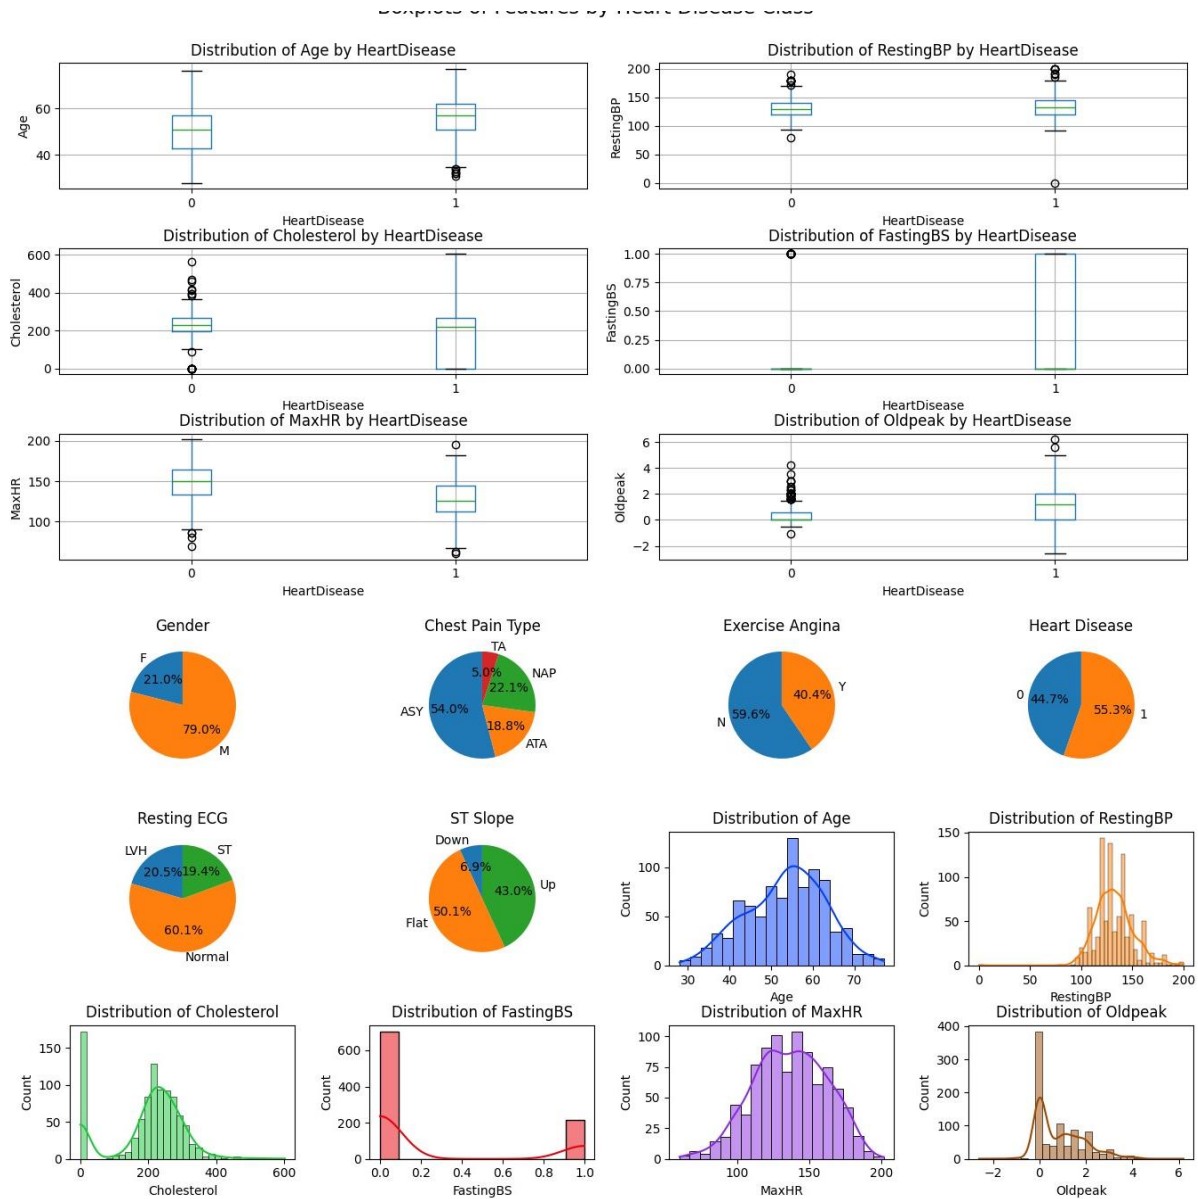 Boxplots of Features by Heart Disease Class
Distribution of Age by HeartDisease
Age
60
40
0
1
HeartDisease
Distribution of RestingBP by HeartDisease
RestingBP
200
150
100
50
0
0
1
HeartDisease
Distribution of Cholesterol by HeartDisease
Cholesterol
600
400
200
0
0
1
HeartDisease
Distribution of FastingBS by HeartDisease
FastingBS
1.00
0.75
0.50
0.25
0.00
0
1
HeartDisease
Distribution of MaxHR by HeartDisease
MaxHR
200
150
100
0
1
HeartDisease
Distribution of Oldpeak by HeartDisease
Oldpeak
6
4
2
0
−2
0
1
HeartDisease
Gender
F
21.0%
79.0%
M
Chest Pain Type
TA
5.0%
NAP
22.1%
ASY
54.0%
18.8%
ATA
Exercise Angina
Y
40.4%
N
59.6%
Heart Disease
0
44.7%
55.3%
1
Resting ECG
LVH
ST
20.5%
19.4%
60.1%
Normal
ST Slope
Down
6.9%
43.0%
Up
Flat
50.1%
Distribution of Age
Count
100
50
0
30
40
50
60
70
Age
Distribution of RestingBP
Count
150
100
50
0
0
50
100
150
200
RestingBP
Distribution of Cholesterol
Count
150
100
50
0
0
200
400
600
Cholesterol
Distribution of FastingBS
Count
600
400
200
0
0.0
0.2
0.4
0.6
0.8
1.0
FastingBS
Distribution of MaxHR
Count
100
75
50
25
0
100
150
200
MaxHR
Distribution of Oldpeak
Count
400
300
200
100
0
−2
0
2
4
6
Oldpeak